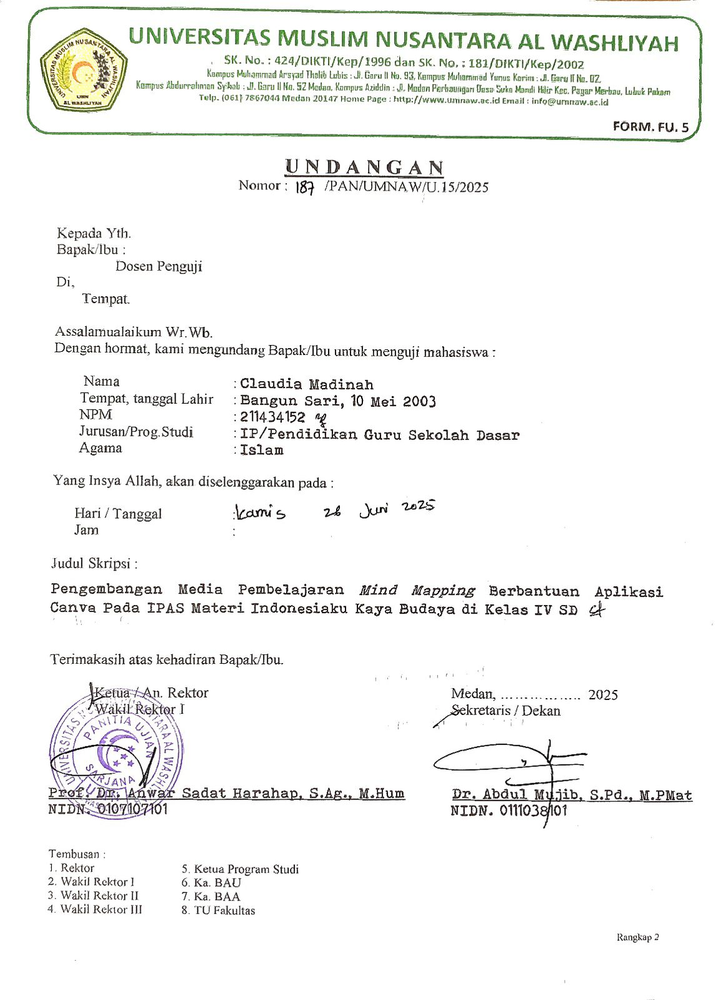 UNIVERSITAS MUSLIM NUSANTARA AL WASHLIYAH
SK. No. : 424/DIKTI/Kep/1996 dan SK. No. : 181/DIKTI/Kep/2002
Kampus Muhammad Arsyad Thalib Lubis : Jl. Garu II No. 93, Kampus Muhammad Yunus Karim : Jl. Garu II No. 02,
Kampus Abdurrahman Syihab : Jl. Garu II No. 52 Medan, Kampus Aziddin : Jl. Medan Perbaungan Desa Suka Mandi Hilir Kec. Pagar Merbau, Lubuk Pakam
Telp. (061) 7867044 Medan 20147 Home Page : http://www.umnaw.ac.id Email : info@umnaw.ac.id
UNIVERSITAS MUSLIM NUSANTARA AL WASHLIYAH
UMN
AL WASHLIYAH
FORM. FU. 5
UNDANGAN
Nomor : 187 /PAN/UMNAW/U.15/2025
Kepada Yth.
Bapak/Ibu :
Dosen Penguji
Di,
Tempat.
Assalamualaikum Wr.Wb.
Dengan hormat, kami mengundang Bapak/Ibu untuk menguji mahasiswa :
Nama : Claudia Madinah
Tempat, tanggal Lahir : Bangun Sari, 10 Mei 2003
NPM : 211434152
Jurusan/Prog.Studi : IP/Pendidikan Guru Sekolah Dasar
Agama : Islam
Yang Insya Allah, akan diselenggarakan pada :
Hari / Tanggal : Kamis 26 Juni 2025
Jam :
Judul Skripsi :
Pengembangan Media Pembelajaran Mind Mapping Berbantuan Aplikasi
Canva Pada IPAS Materi Indonesiaku Kaya Budaya di Kelas IV SD
Terimakasih atas kehadiran Bapak/Ibu.
Ketua / An. Rektor
Wakil Rektor I
PANITIA UJIAN
SARJANA
Prof. Dr. Anwar Sadat Harahap, S.Ag., M.Hum
NIDN. 0107107101
Medan, ................. 2025
Sekretaris / Dekan
Dr. Abdul Mujib, S.Pd., M.PMat
NIDN. 0111038101
Tembusan :
1. Rektor
2. Wakil Rektor I
3. Wakil Rektor II
4. Wakil Rektor III
5. Ketua Program Studi
6. Ka. BAU
7. Ka. BAA
8. TU Fakultas
Rangkap 2